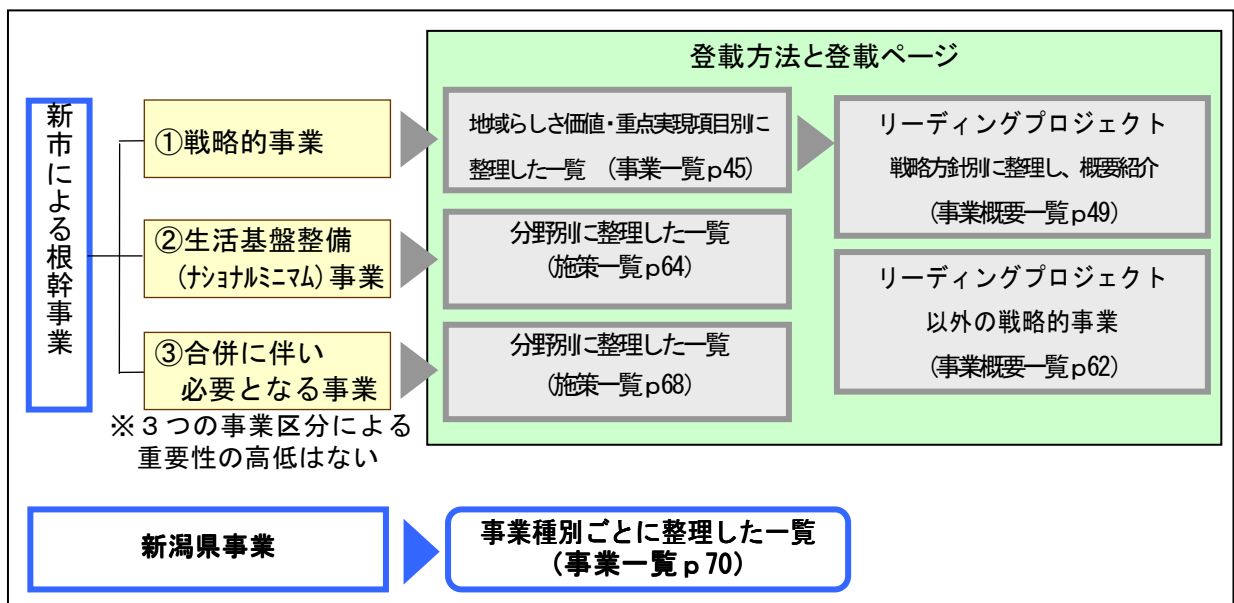 登載方法と登載ページ
新市による根幹事業
①戦略的事業
地域らしさ価値・重点実現項目別に
整理した一覧 (事業一覧p45)
リーディングプロジェクト
戦略方針別に整理し、概要紹介
(事業概要一覧p49)
②生活基盤整備
(ナショナルミニマム)事業
分野別に整理した一覧
(施策一覧p64)
リーディングプロジェクト
以外の戦略的事業
(事業概要一覧p62)
③合併に伴い
必要となる事業
分野別に整理した一覧
(施策一覧p68)
※3つの事業区分による
重要性の高低はない
新潟県事業
事業種別ごとに整理した一覧
(事業一覧p70)